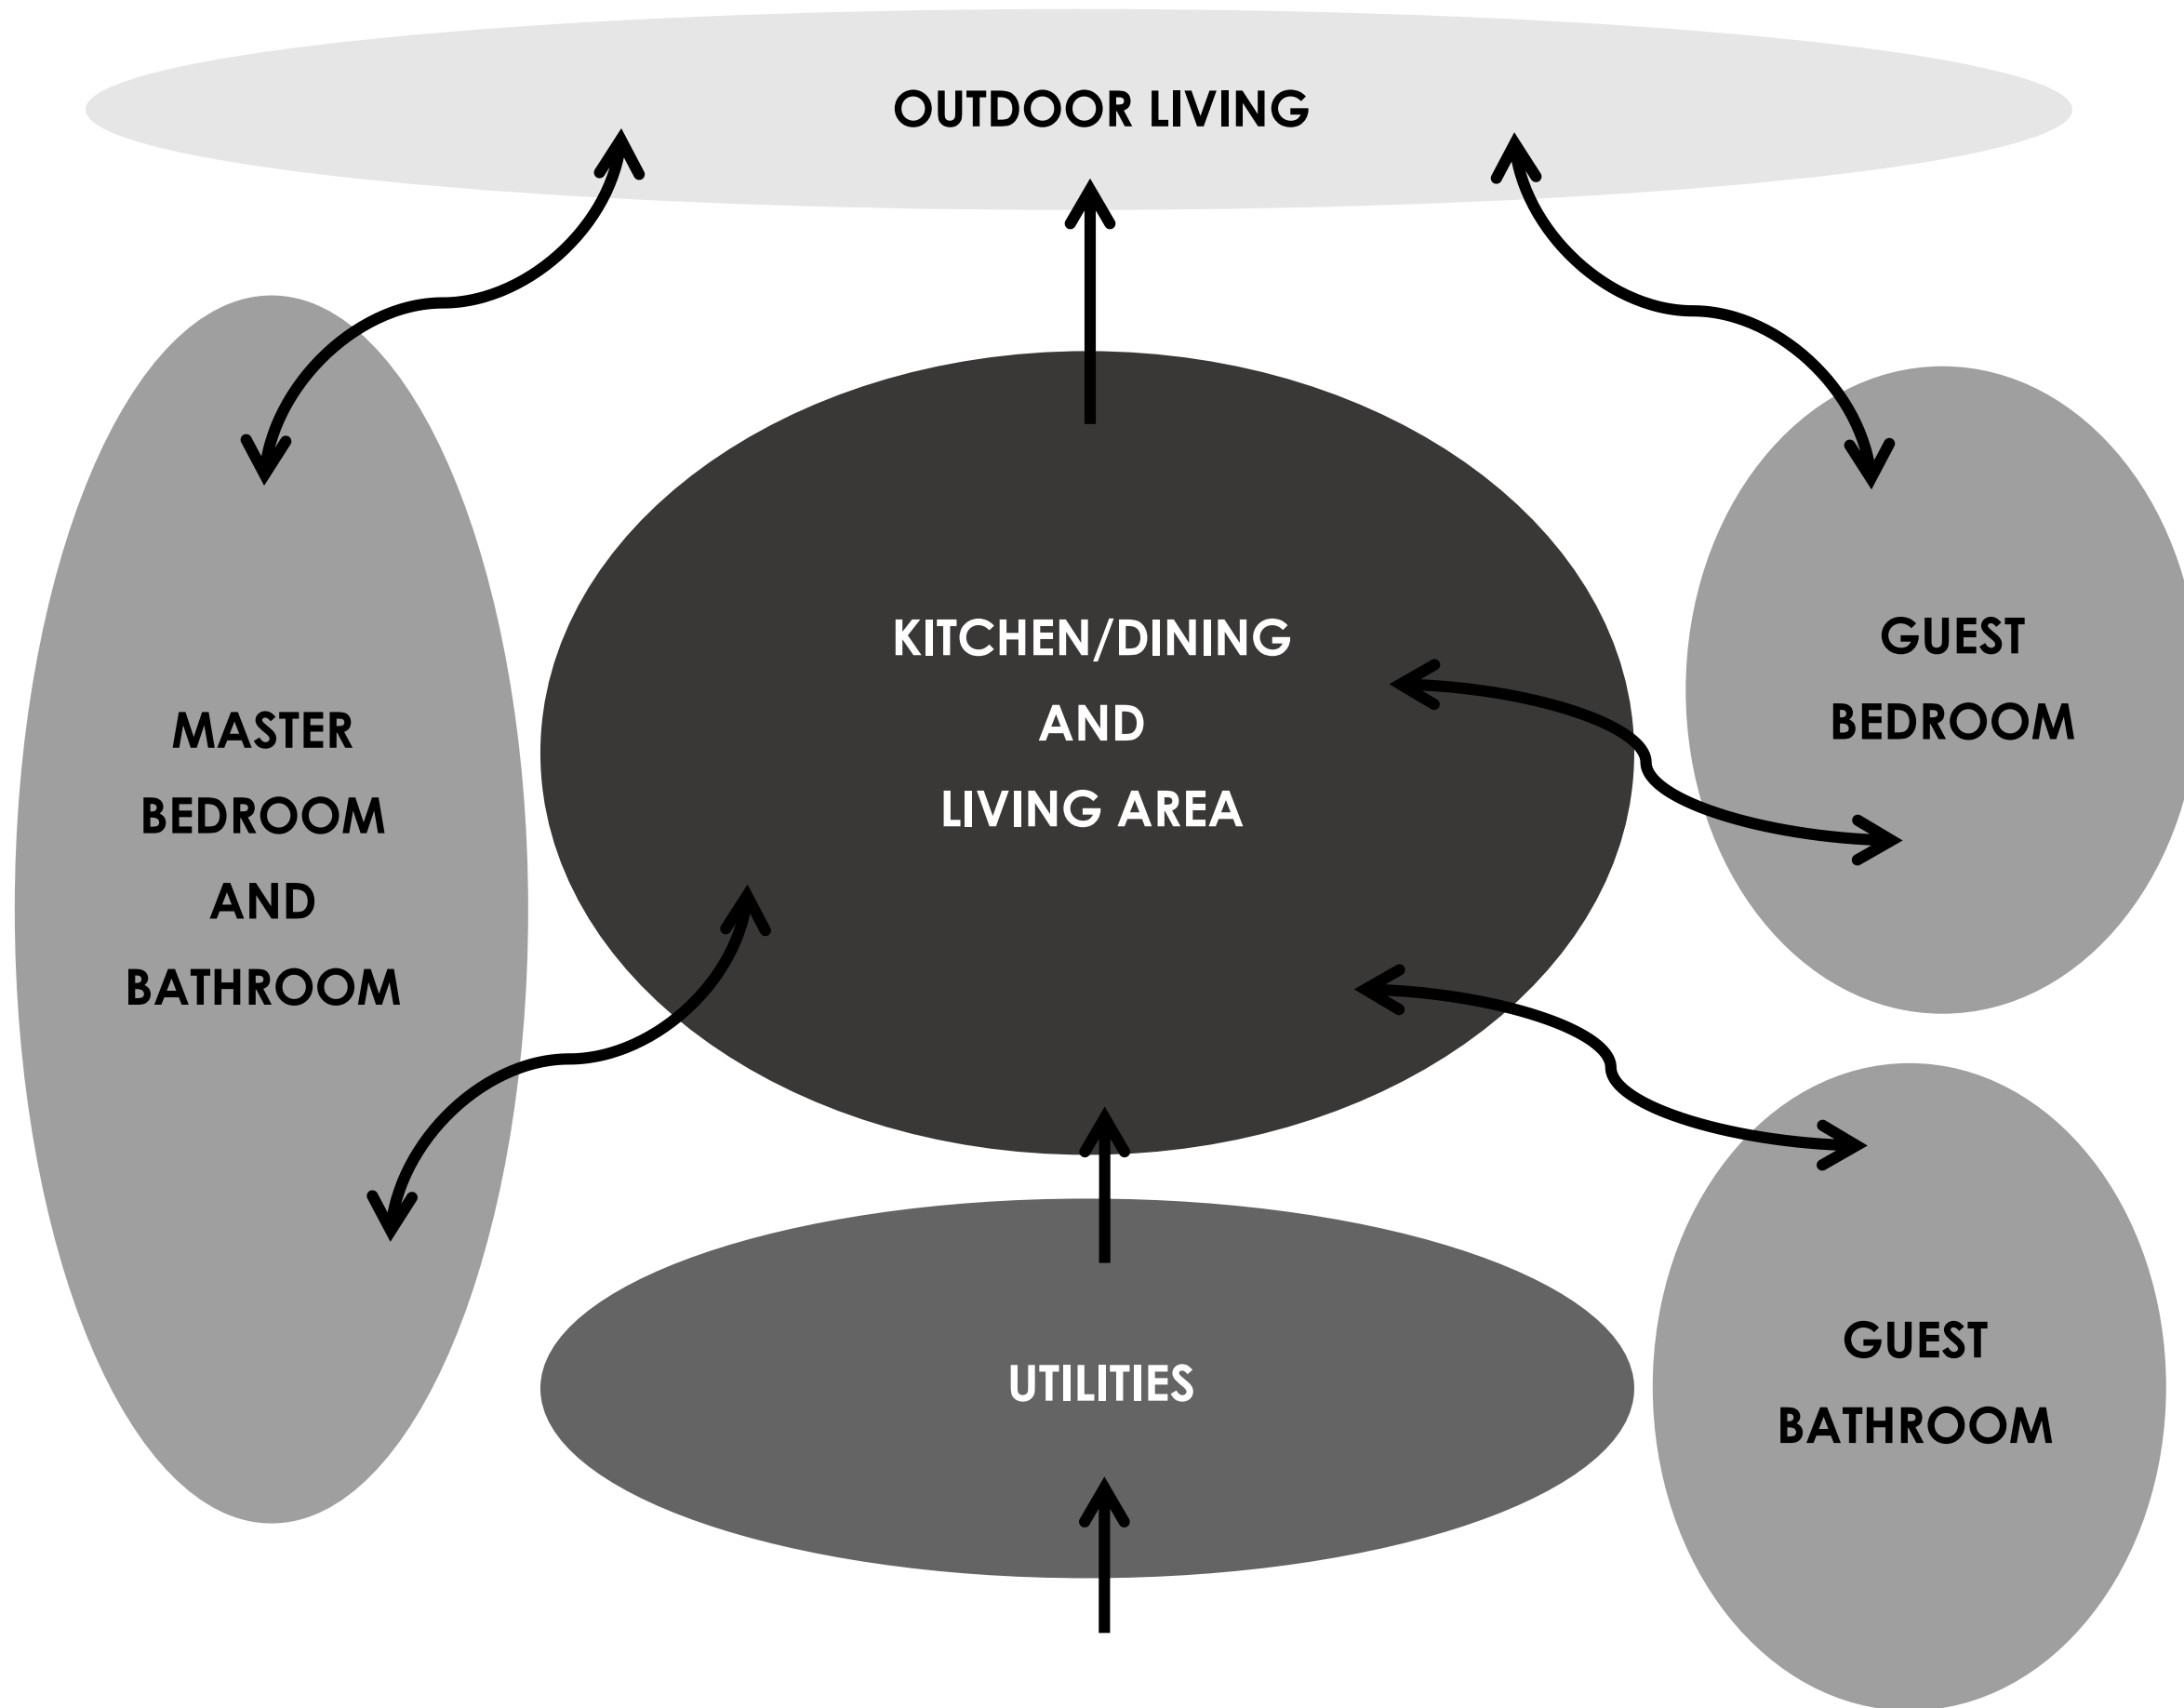 OUTDOOR LIVING
KITCHEN/DINING
AND
LIVING AREA
MASTER
BEDROOM
AND
BATHROOM
GUEST
BEDROOM
UTILITIES
GUEST
BATHROOM